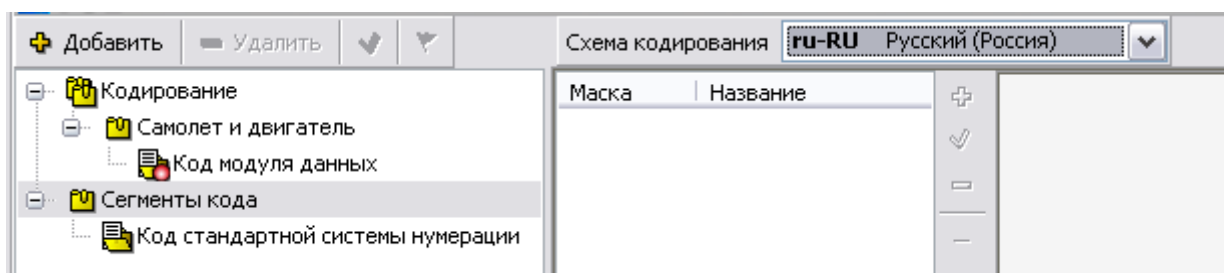 Добавить Удалить Схема кодирования ru-RU Русский (Россия)
Кодирование Маска Название
Самолет и двигатель
Код модуля данных
Сегменты кода
Код стандартной системы нумерации